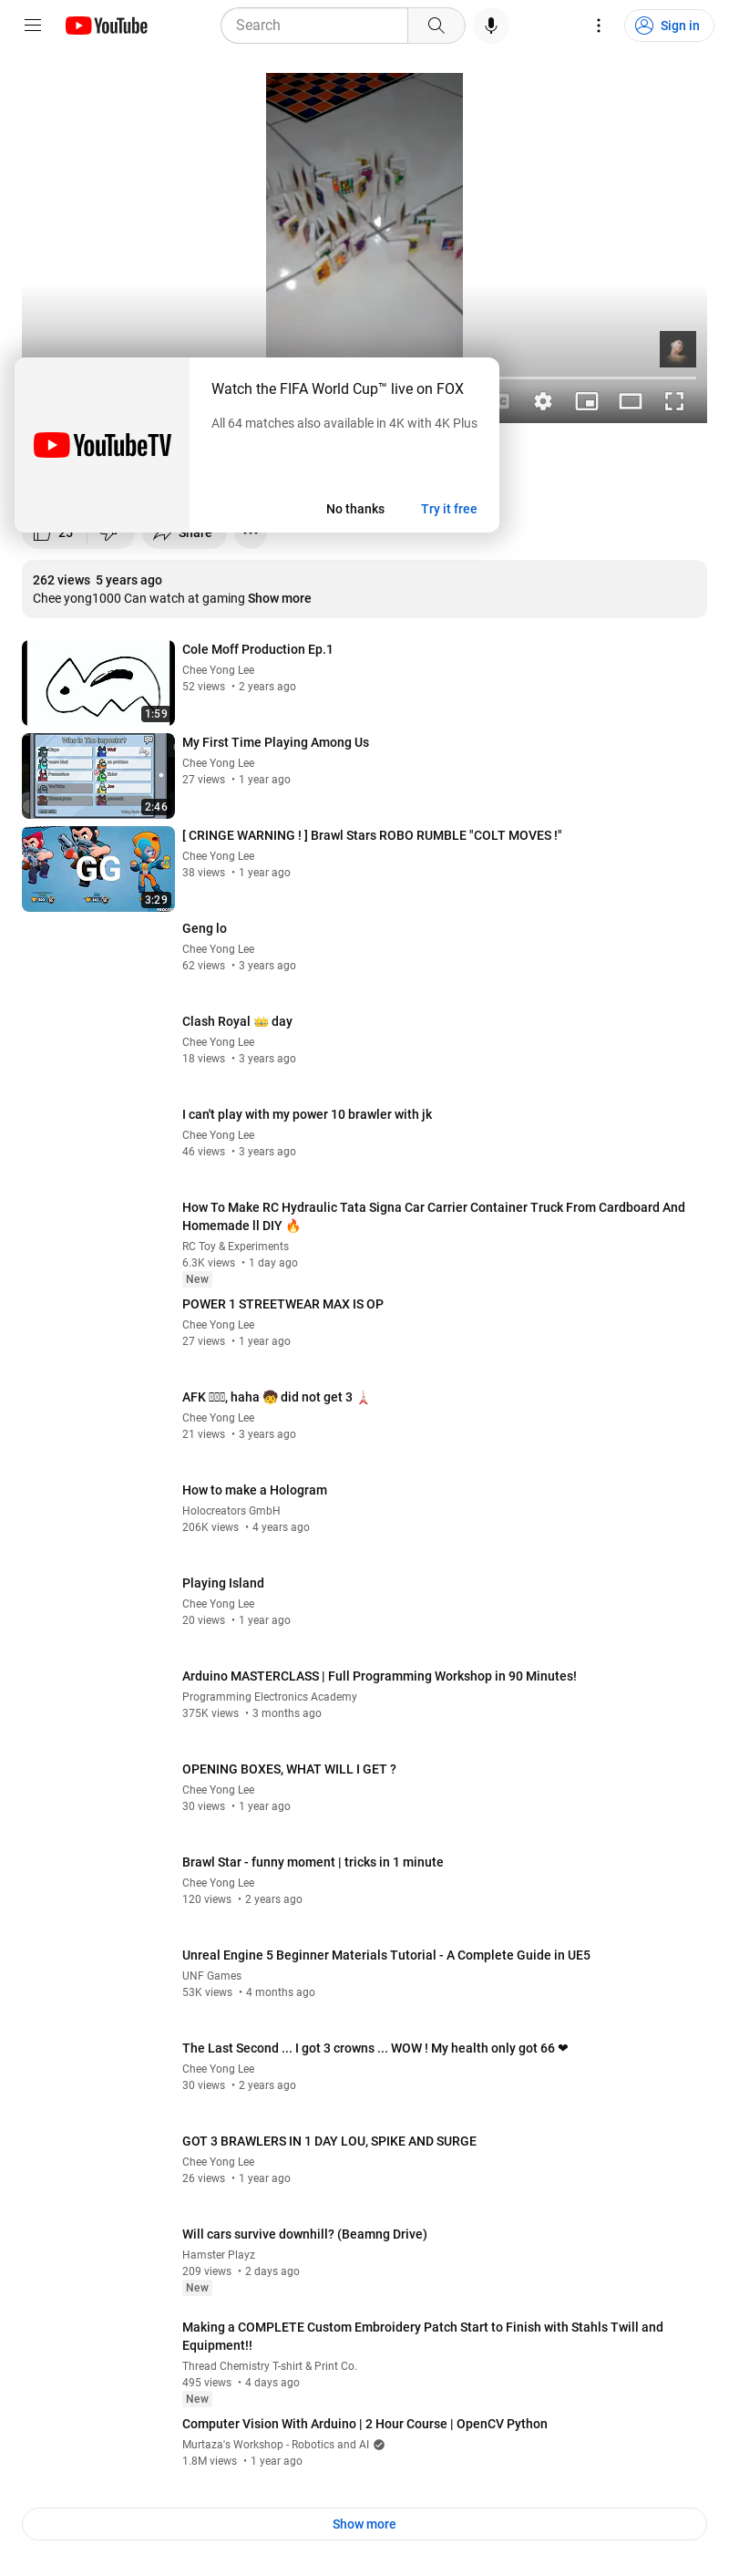 YouTube
Search
Sign in
Watch the FIFA World Cup™ live on FOX
All 64 matches also available in 4K with 4K Plus
YouTubeTV
No thanks
Try it free
25
Share
262 views 5 years ago
Chee yong1000 Can watch at gaming Show more
Cole Moff Production Ep.1
Chee Yong Lee
52 views • 2 years ago
1:59
My First Time Playing Among Us
Chee Yong Lee
27 views • 1 year ago
Who Is The Impostor?
2:46
[ CRINGE WARNING ! ] Brawl Stars ROBO RUMBLE "COLT MOVES !"
Chee Yong Lee
38 views • 1 year ago
GG
3:29
Geng lo
Chee Yong Lee
62 views • 3 years ago
Clash Royal 👑 day
Chee Yong Lee
18 views • 3 years ago
I can't play with my power 10 brawler with jk
Chee Yong Lee
46 views • 3 years ago
How To Make RC Hydraulic Tata Signa Car Carrier Container Truck From Cardboard And
Homemade ll DIY 🔥
RC Toy & Experiments
6.3K views • 1 day ago
New
POWER 1 STREETWEAR MAX IS OP
Chee Yong Lee
27 views • 1 year ago
AFK , haha 🧒 did not get 3 🗼
Chee Yong Lee
21 views • 3 years ago
How to make a Hologram
Holocreators GmbH
206K views • 4 years ago
Playing Island
Chee Yong Lee
20 views • 1 year ago
Arduino MASTERCLASS | Full Programming Workshop in 90 Minutes!
Programming Electronics Academy
375K views • 3 months ago
OPENING BOXES, WHAT WILL I GET ?
Chee Yong Lee
30 views • 1 year ago
Brawl Star - funny moment | tricks in 1 minute
Chee Yong Lee
120 views • 2 years ago
Unreal Engine 5 Beginner Materials Tutorial - A Complete Guide in UE5
UNF Games
53K views • 4 months ago
The Last Second ... I got 3 crowns ... WOW ! My health only got 66 ❤
Chee Yong Lee
30 views • 2 years ago
GOT 3 BRAWLERS IN 1 DAY LOU, SPIKE AND SURGE
Chee Yong Lee
26 views • 1 year ago
Will cars survive downhill? (Beamng Drive)
Hamster Playz
209 views • 2 days ago
New
Making a COMPLETE Custom Embroidery Patch Start to Finish with Stahls Twill and
Equipment!!
Thread Chemistry T-shirt & Print Co.
495 views • 4 days ago
New
Computer Vision With Arduino | 2 Hour Course | OpenCV Python
Murtaza's Workshop - Robotics and AI
1.8M views • 1 year ago
Show more